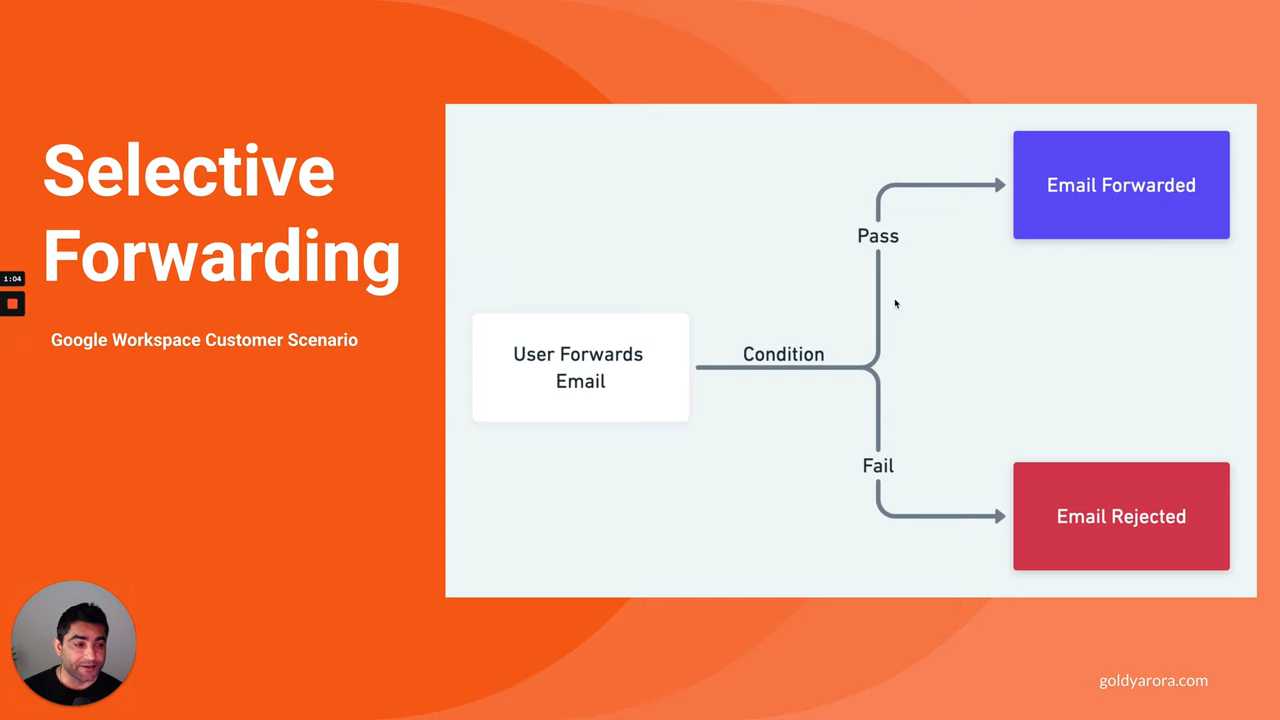 Selective
Forwarding
1:04
Google Workspace Customer Scenario
User Forwards
Email
Condition
Pass
Fail
Email Forwarded
Email Rejected
goldyarora.com